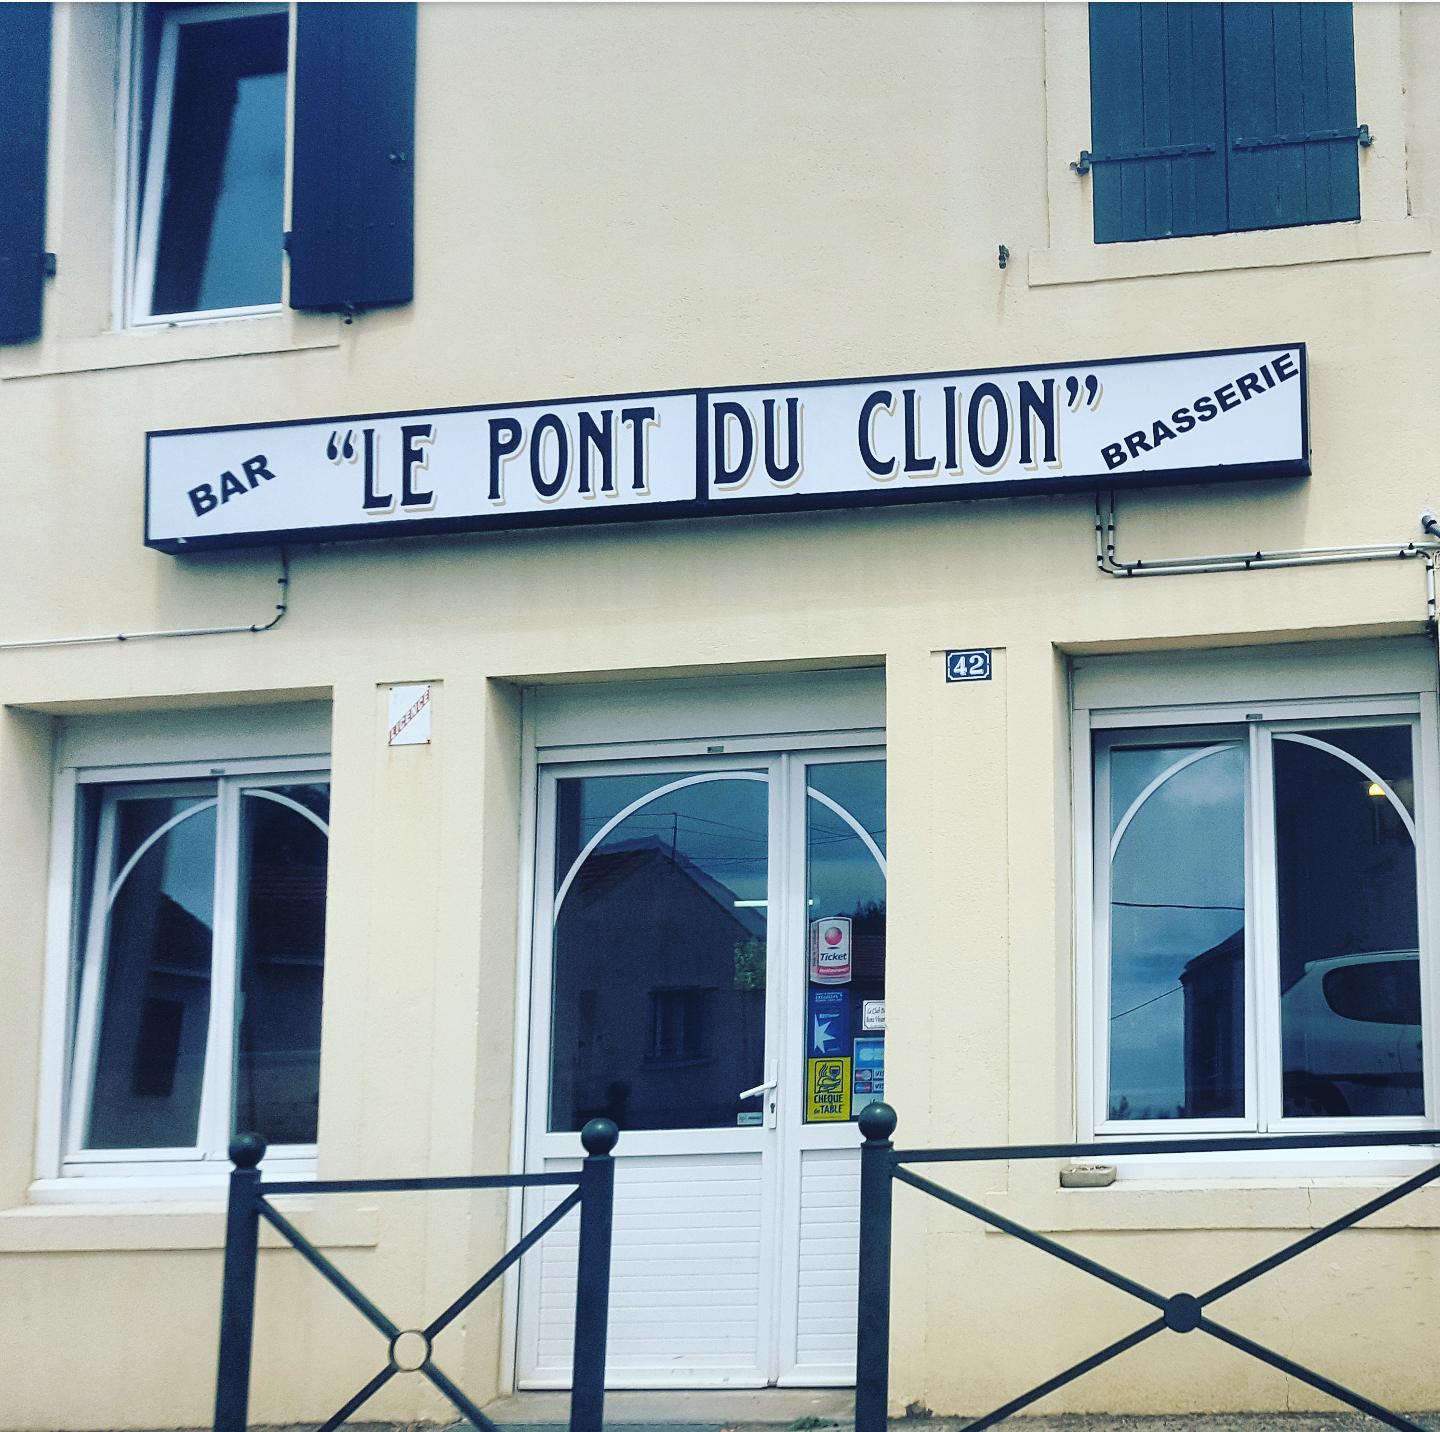 BAR
“LE PONT DU CLION”
BRASSERIE
LICENCE
42
Ticket
CHEQUE
de TABLE